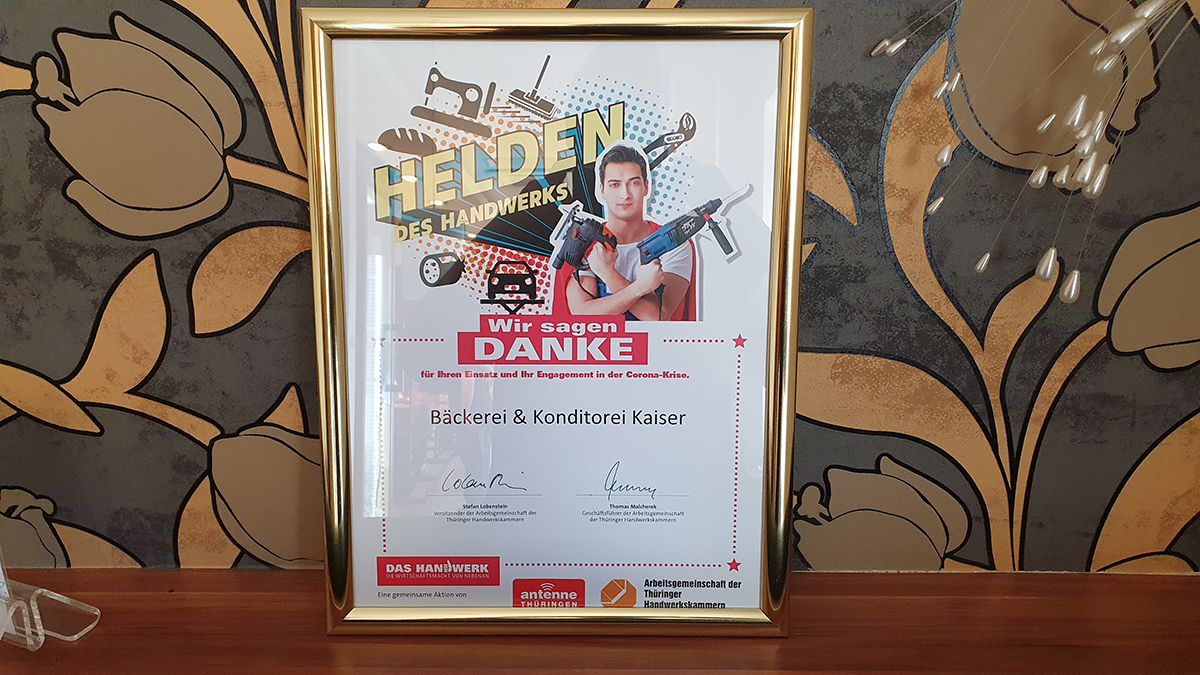 HELDEN
DES HANDWERKS
Wir sagen
DANKE
für Ihren Einsatz und Ihr Engagement in der Corona-Krise.
Bäckerei & Konditorei Kaiser
Stefan Lobenstein
Vorsitzender der Arbeitsgemeinschaft der
Thüringer Handwerkskammern
Thomas Malcherek
Geschäftsführer der Arbeitsgemeinschaft
der Thüringer Handwerkskammern
DAS HANDWERK
DIE WIRTSCHAFTSMACHT VON NEBENAN.
Eine gemeinsame Aktion von
antenne
THÜRINGEN
Arbeitsgemeinschaft der
Thüringer
Handwerkskammern